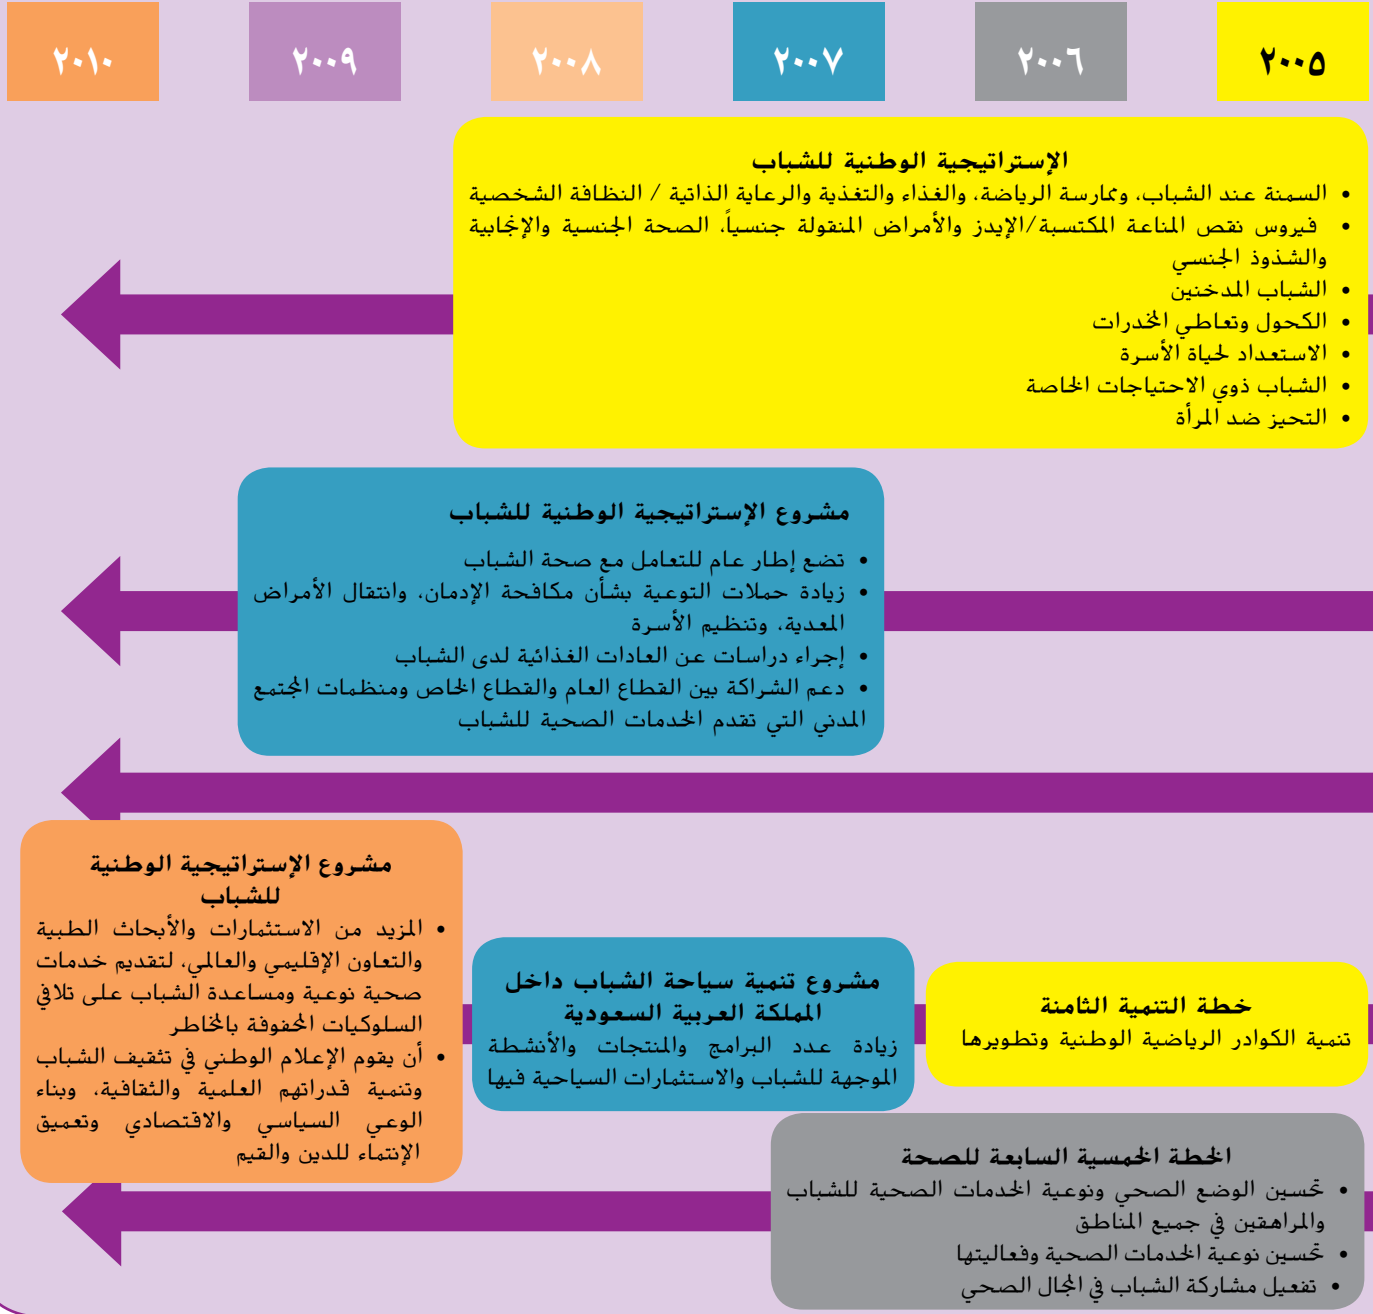 ٢٠٠٥ ٢٠٠٦ ٢٠٠٧ ٢٠٠٨ ٢٠٠٩ ٢٠١٠
الإستراتيجية الوطنية للشباب
• السمنة عند الشباب، وممارسة الرياضة، والغذاء والتغذية والرعاية الذاتية / النظافة الشخصية
• فيروس نقص المناعة المكتسبة/الإيدز والأمراض المنقولة جنسياً، الصحة الجنسية والإنجابية
والشذوذ الجنسي
• الشباب المدخنين
• الكحول وتعاطي المخدرات
• الاستعداد لحياة الأسرة
• الشباب ذوي الاحتياجات الخاصة
• التحيز ضد المرأة
مشروع الإستراتيجية الوطنية للشباب
• تضع إطار عام للتعامل مع صحة الشباب
• زيادة حملات التوعية بشأن مكافحة الإدمان، وانتقال الأمراض
المعدية، وتنظيم الأسرة
• إجراء دراسات عن العادات الغذائية لدى الشباب
• دعم الشراكة بين القطاع العام والقطاع الخاص ومنظمات المجتمع
المدني التي تقدم الخدمات الصحية للشباب
خطة التنمية الثامنة
تنمية الكوادر الرياضية الوطنية وتطويرها
مشروع تنمية سياحة الشباب داخل
المملكة العربية السعودية
زيادة عدد البرامج والمنتجات والأنشطة
الموجهة للشباب والاستثمارات السياحية فيها
مشروع الإستراتيجية الوطنية
للشباب
• المزيد من الاستثمارات والأبحاث الطبية
والتعاون الإقليمي والعالمي، لتقديم خدمات
صحية نوعية ومساعدة الشباب على تلافي
السلوكيات المحفوفة بالمخاطر
• أن يقوم الإعلام الوطني في تثقيف الشباب
وتنمية قدراتهم العلمية والثقافية، وبناء
الوعي السياسي والاقتصادي وتعميق
الإنتماء للدين والقيم
الخطة الخمسية السابعة للصحة
• تحسين الوضع الصحي ونوعية الخدمات الصحية للشباب
والمراهقين في جميع المناطق
• تحسين نوعية الخدمات الصحية وفعاليتها
• تفعيل مشاركة الشباب في المجال الصحي